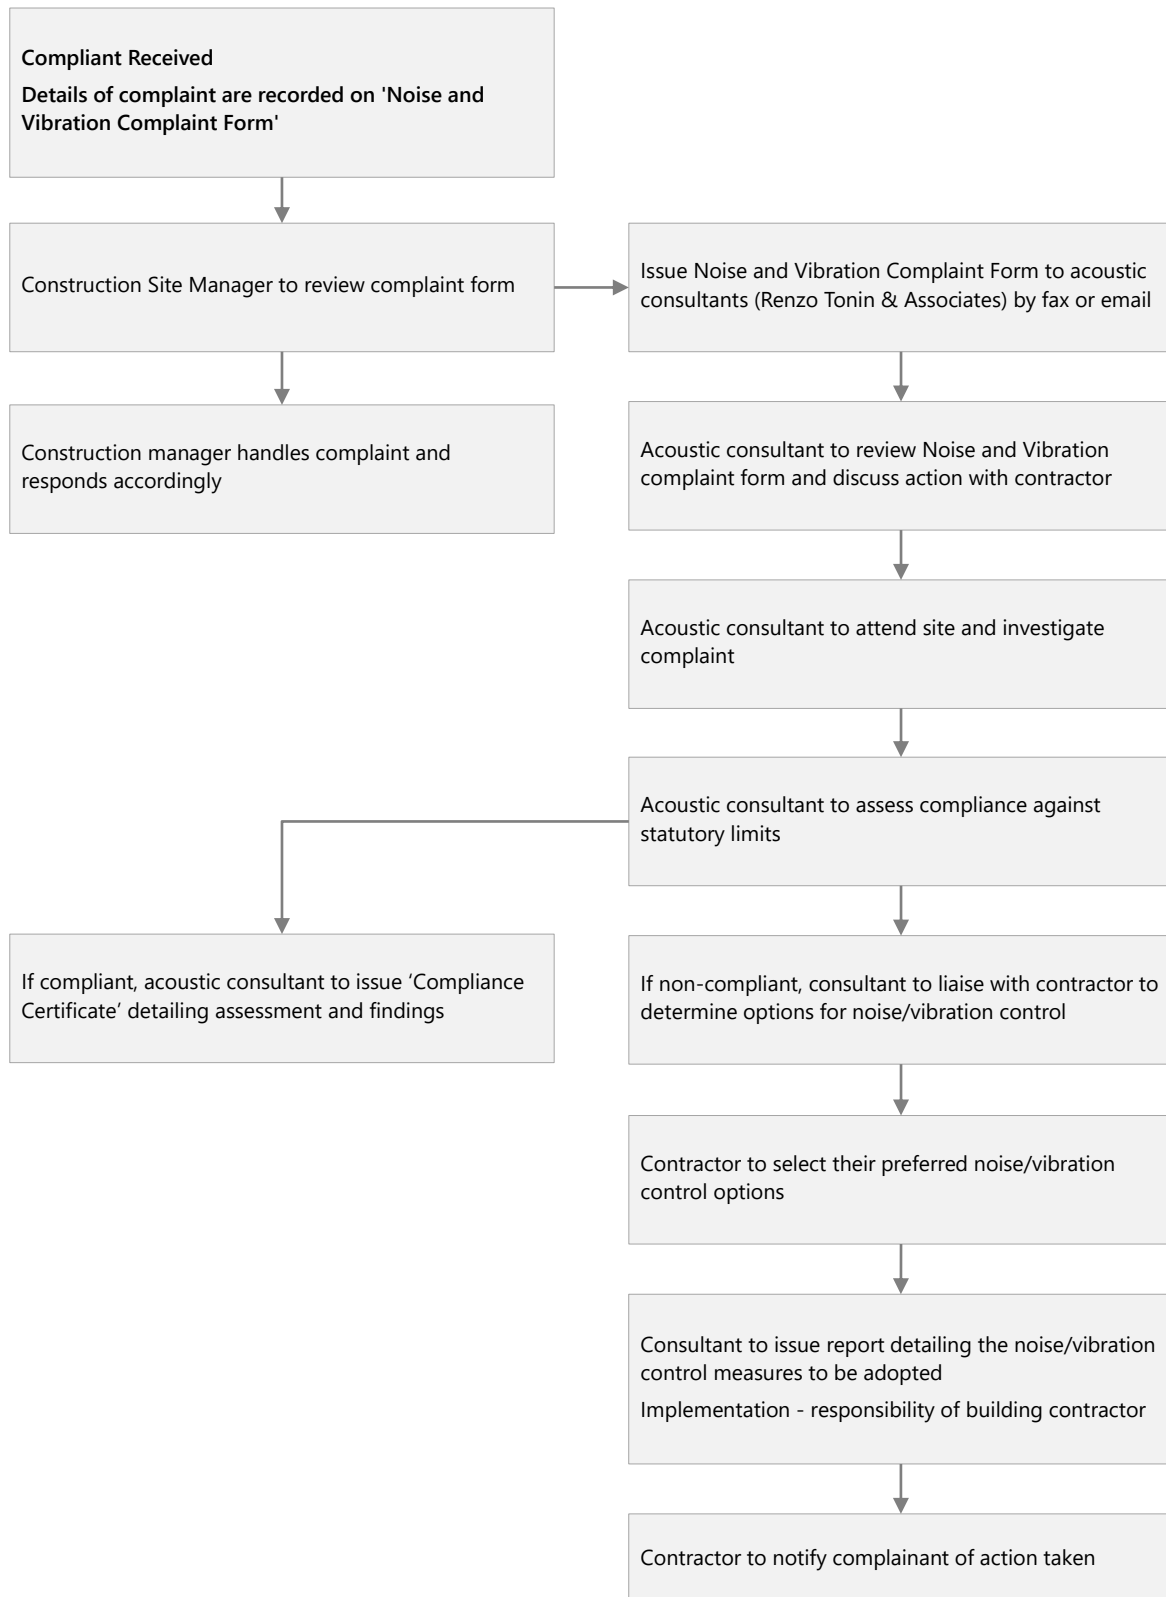 Compliant Received
Details of complaint are recorded on 'Noise and
Vibration Complaint Form'
Construction Site Manager to review complaint form
Issue Noise and Vibration Complaint Form to acoustic
consultants (Renzo Tonin & Associates) by fax or email
Construction manager handles complaint and
responds accordingly
Acoustic consultant to review Noise and Vibration
complaint form and discuss action with contractor
Acoustic consultant to attend site and investigate
complaint
Acoustic consultant to assess compliance against
statutory limits
If compliant, acoustic consultant to issue ‘Compliance
Certificate’ detailing assessment and findings
If non-compliant, consultant to liaise with contractor to
determine options for noise/vibration control
Contractor to select their preferred noise/vibration
control options
Consultant to issue report detailing the noise/vibration
control measures to be adopted
Implementation - responsibility of building contractor
Contractor to notify complainant of action taken